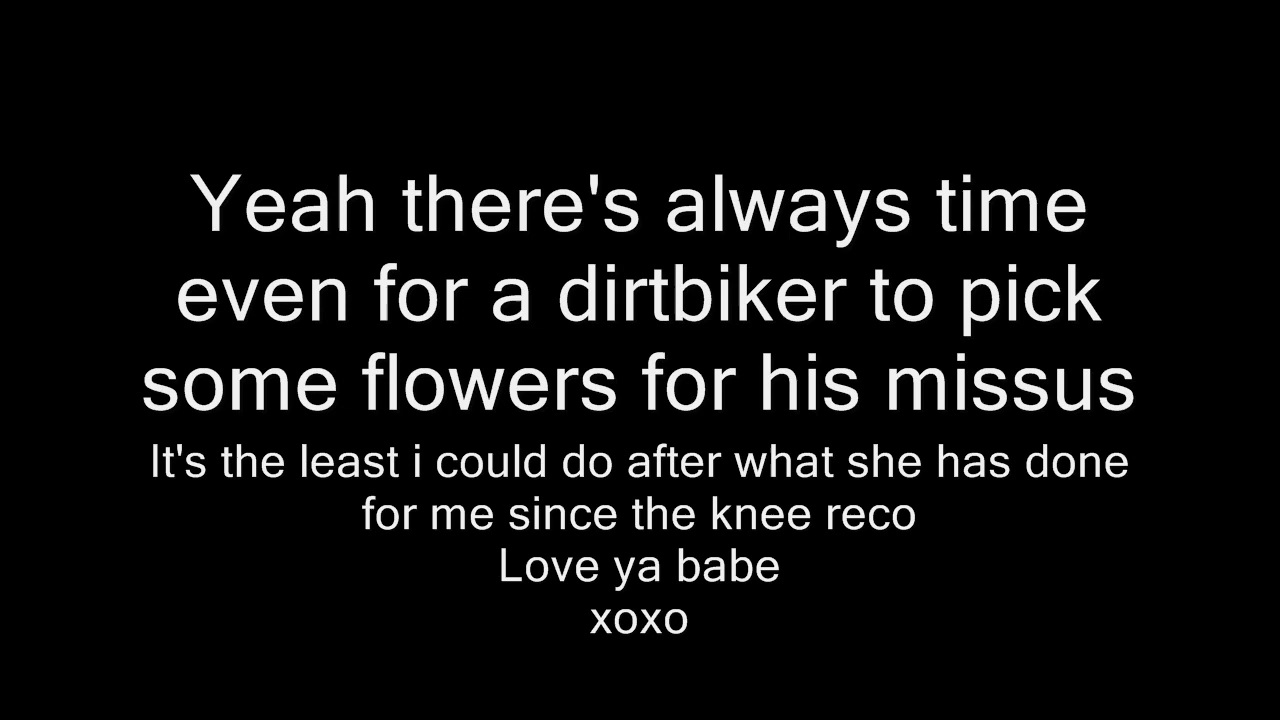 Yeah there's always time
even for a dirtbiker to pick
some flowers for his missus
It's the least i could do after what she has done
for me since the knee reco
Love ya babe
xoxo